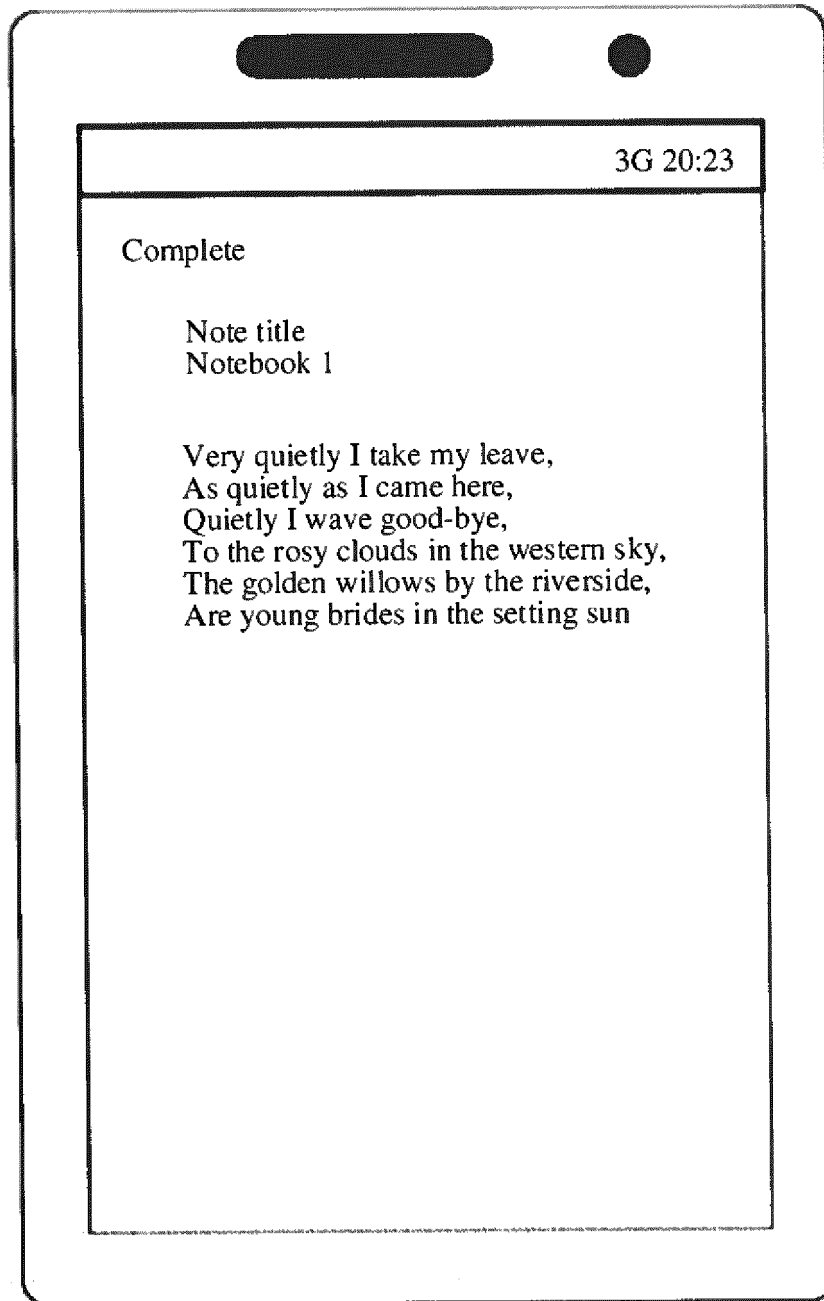 3G 20:23
Complete
Note title
Notebook 1
Very quietly I take my leave,
As quietly as I came here,
Quietly I wave good-bye,
To the rosy clouds in the western sky,
The golden willows by the riverside,
Are young brides in the setting sun